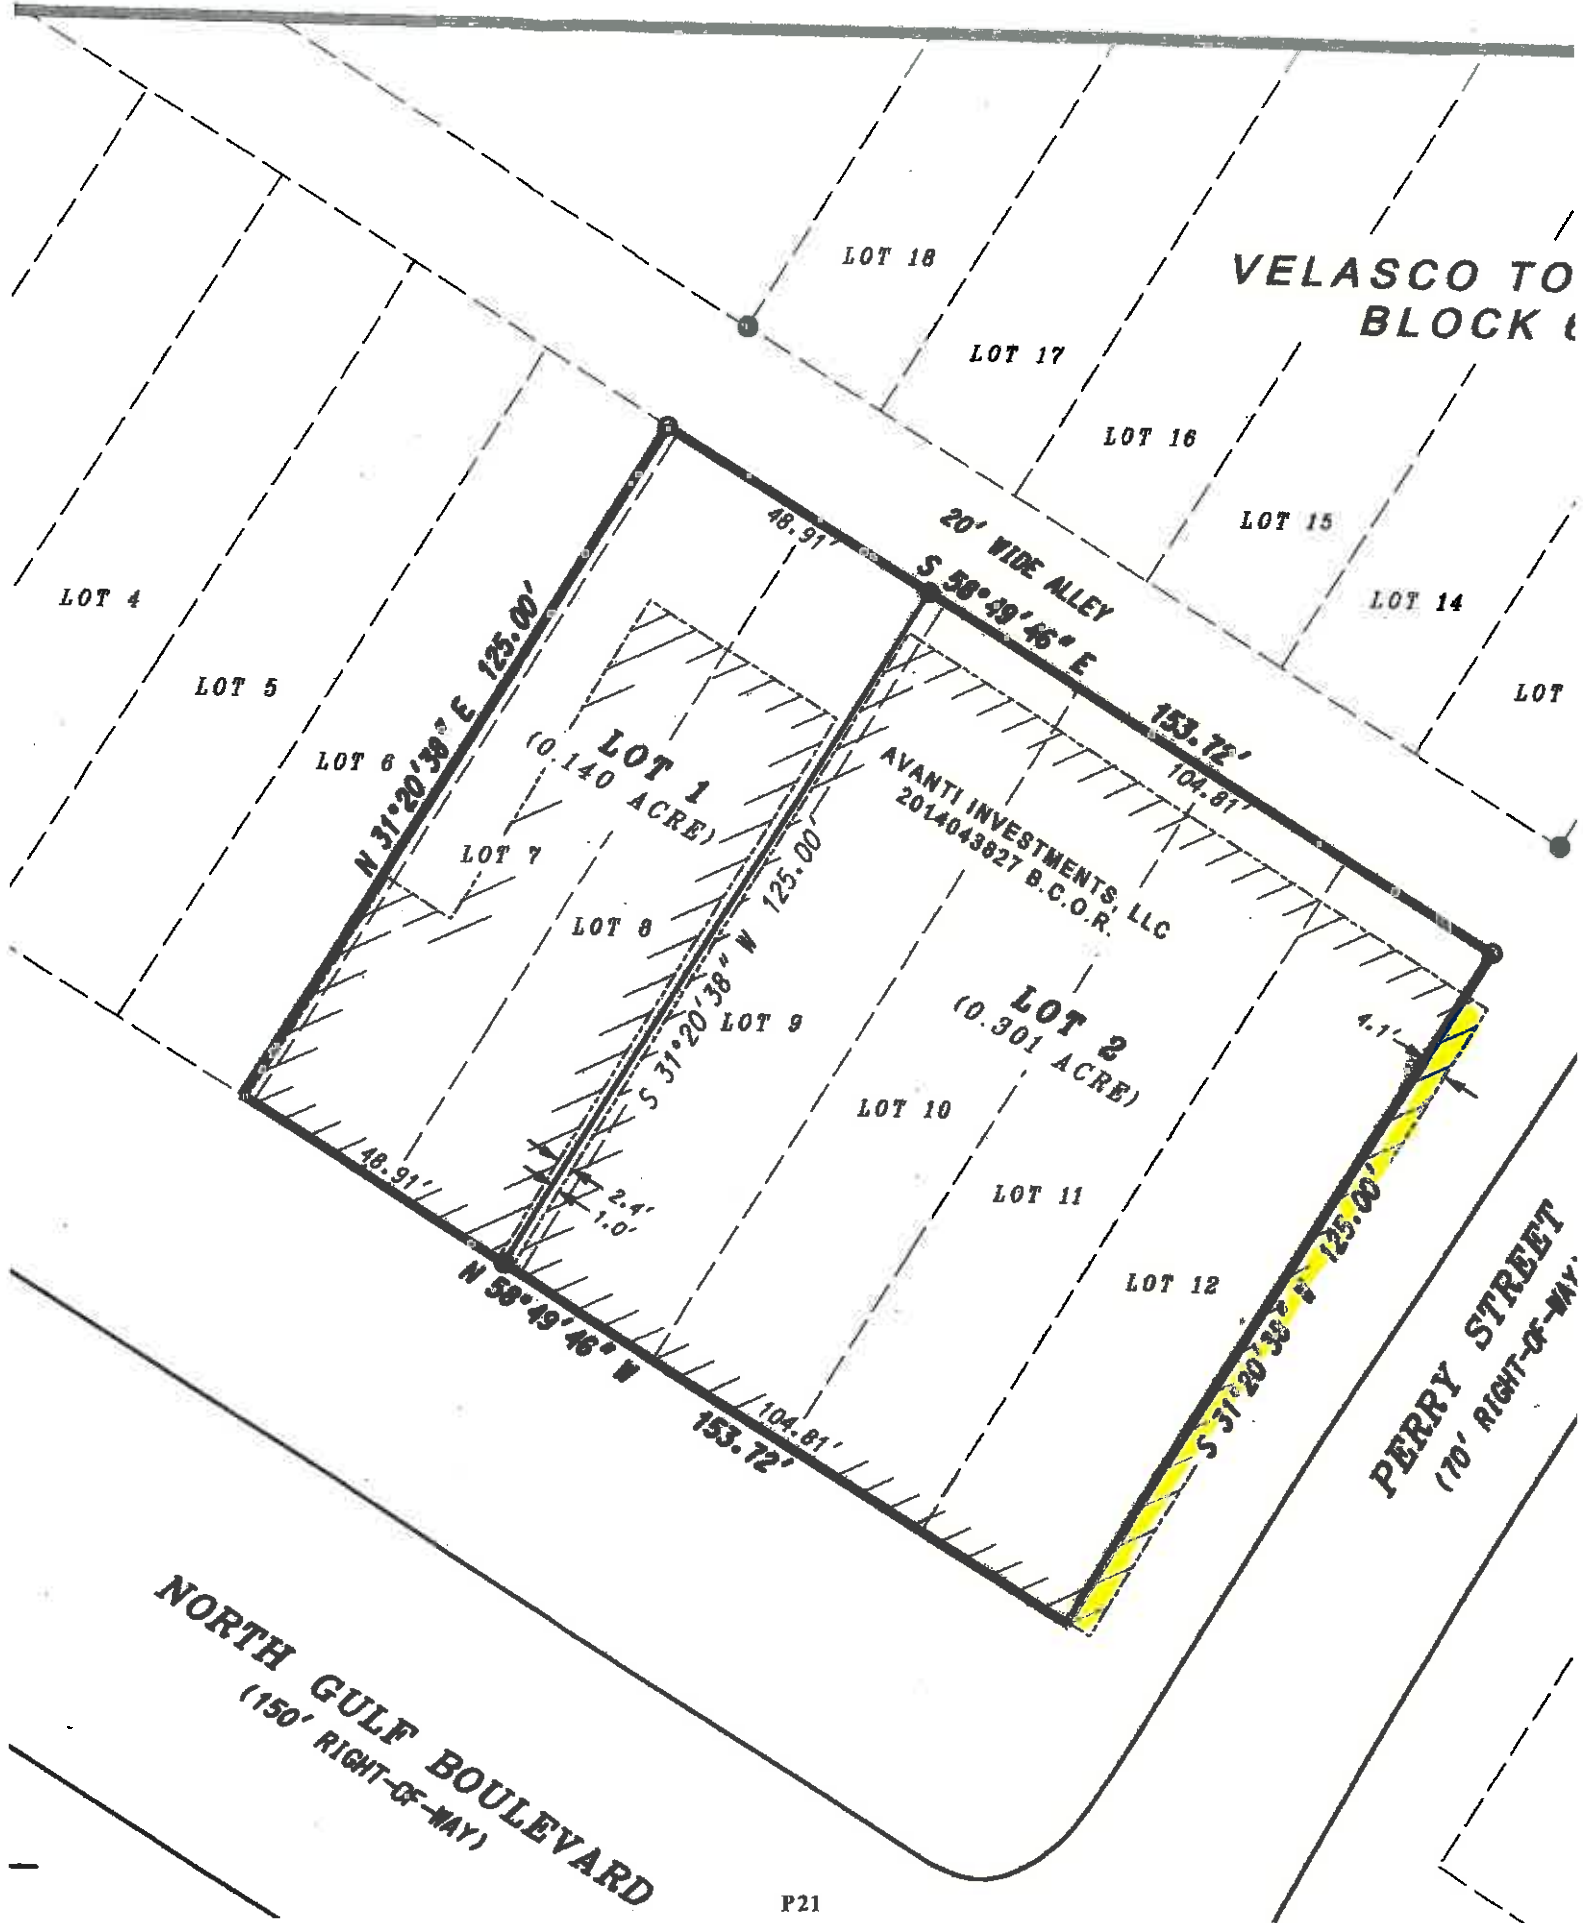 LOT 18
VELASCO TO
BLOCK
LOT 17
LOT 16
LOT 15
LOT 14
LOT
20' WIDE ALLEY
S 58°49'46" E
153.72'
48.91'
104.81'
LOT 4
LOT 5
LOT 6
N 31°20'38" E 125.00'
LOT 1
(0.140 ACRE)
LOT 7
LOT 8
S 31°20'38" W 125.00'
AVANTI INVESTMENTS, LLC
2014043827 B.C.O.R.
LOT 2
(0.301 ACRE)
LOT 9
LOT 10
LOT 11
LOT 12
4.1'
2.4'
1.0'
48.91'
N 58°49'46" W
153.72'
104.81'
S 31°20'38" W 125.00'
PERRY STREET
(70' RIGHT-OF-WAY)
NORTH GULF BOULEVARD
(150' RIGHT-OF-WAY)
P21